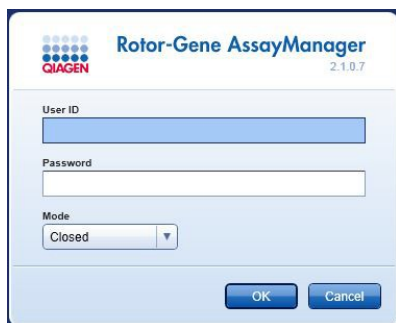 QIAGEN
Rotor-Gene AssayManager
2.1.0.7
User ID
Password
Mode
Closed
OK
Cancel